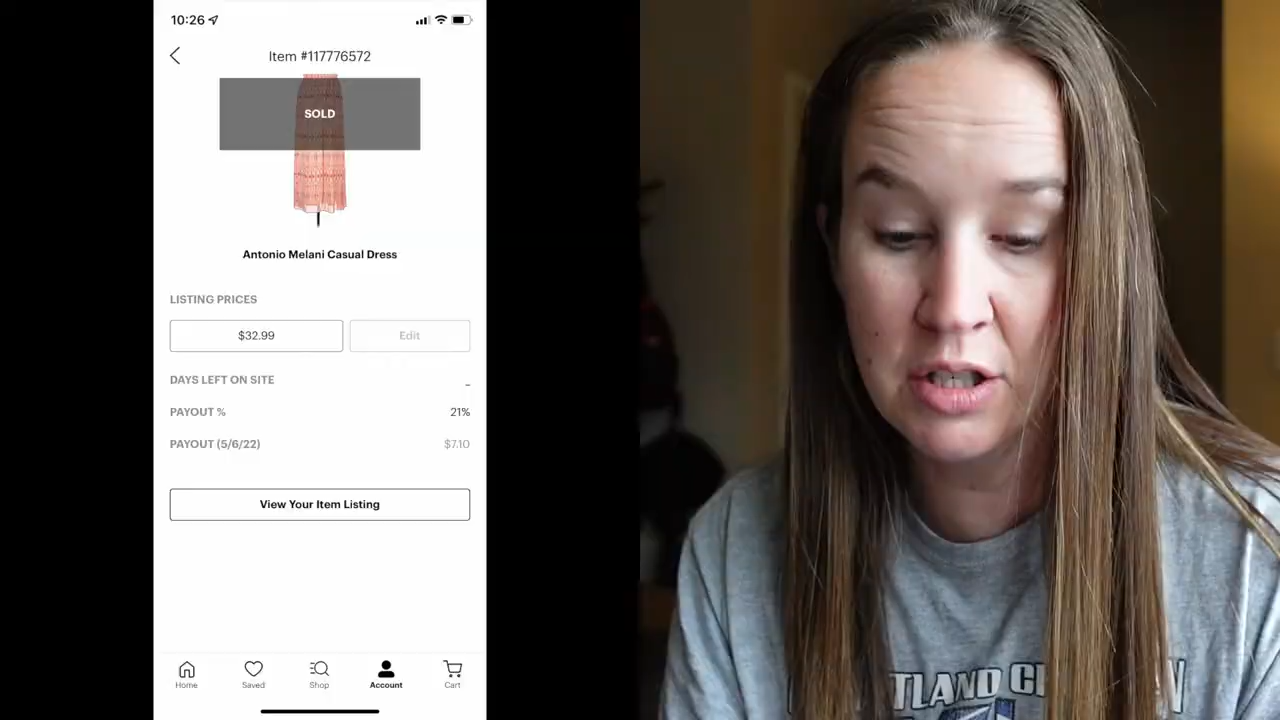 10:26
Item #117776572
SOLD
Antonio Melani Casual Dress
LISTING PRICES
$32.99 Edit
DAYS LEFT ON SITE -
PAYOUT % 21%
PAYOUT (5/6/22) $7.10
View Your Item Listing
Home Saved Shop Account Cart